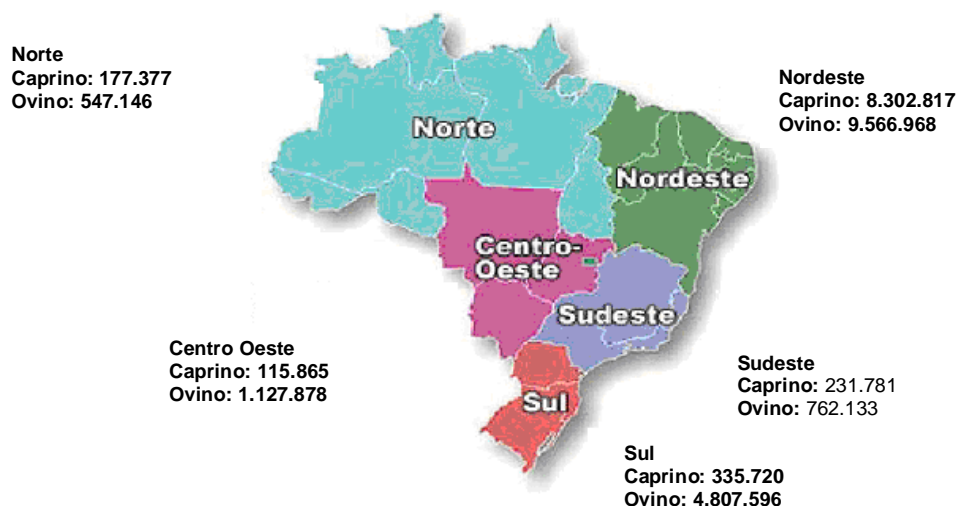 Norte
Caprino: 177.377
Ovino: 547.146
Nordeste
Caprino: 8.302.817
Ovino: 9.566.968
Norte
Nordeste
Centro-
Oeste
Sudeste
Sul
Centro Oeste
Caprino: 115.865
Ovino: 1.127.878
Sudeste
Caprino: 231.781
Ovino: 762.133
Sul
Caprino: 335.720
Ovino: 4.807.596